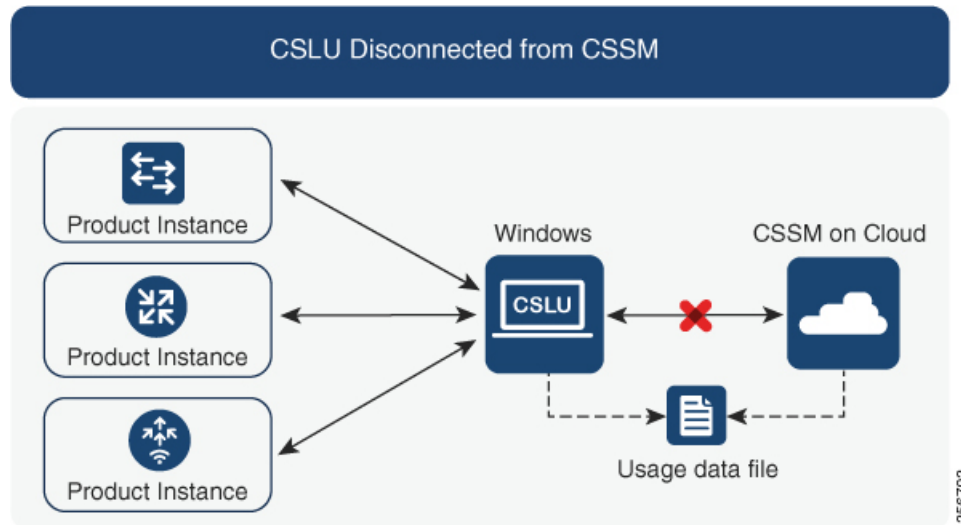 CSLU Disconnected from CSSM
Product Instance
Windows
CSSM on Cloud
CSLU
Product Instance
Usage data file
Product Instance